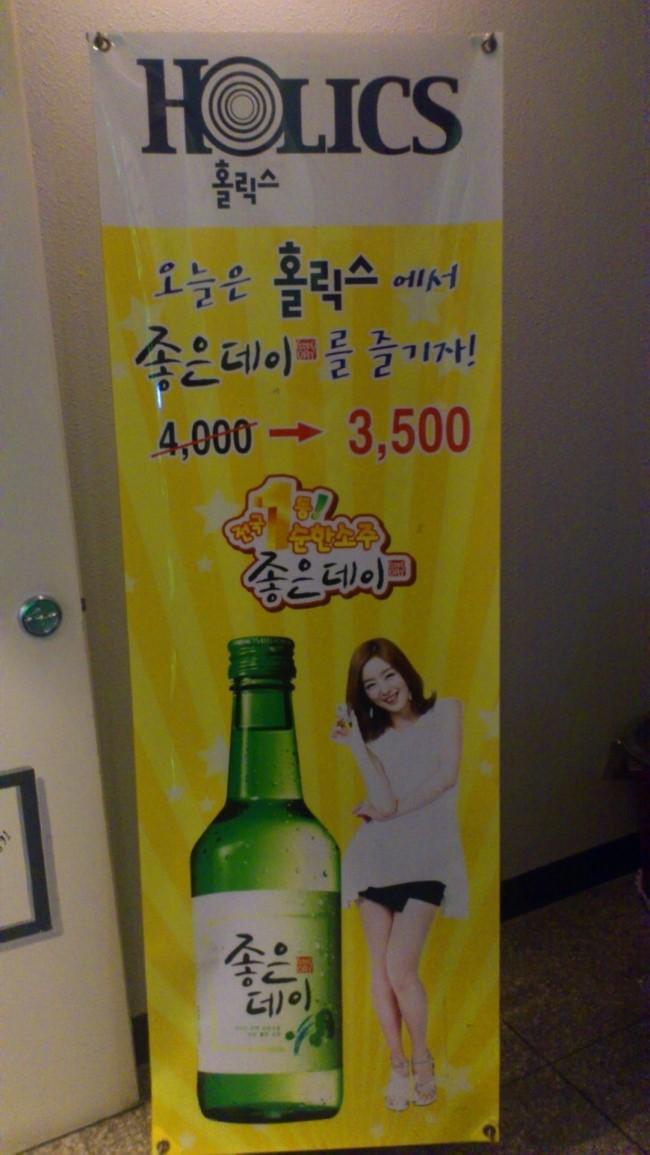 HOLICS
홀릭스
오늘은 홀릭스 에서
좋은데이 를 즐기자!
4,000 → 3,500
전국 1등!
순한소주
좋은데이
좋은
데이